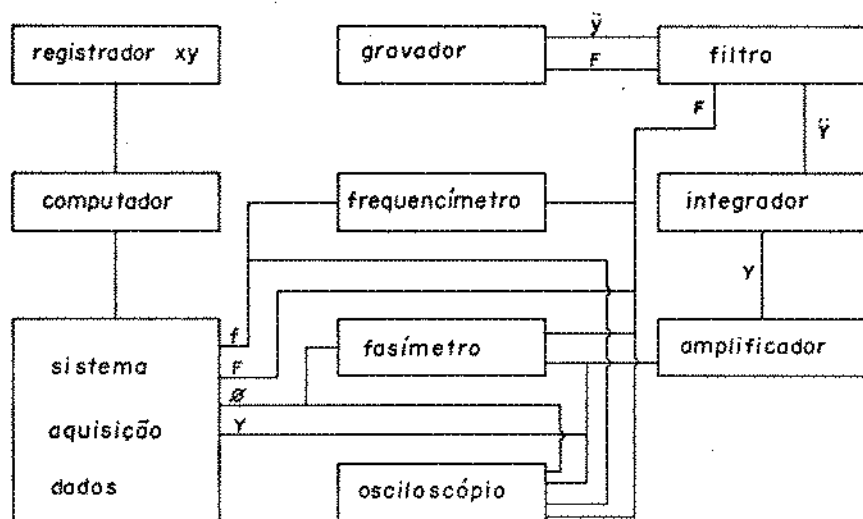 registrador xy
gravador
ÿ
F
filtro
F
Ÿ
computador
frequencímetro
integrador
Y
sistema
aquisição
dados
f
F
Ø
Y
fasímetro
amplificador
osciloscópio